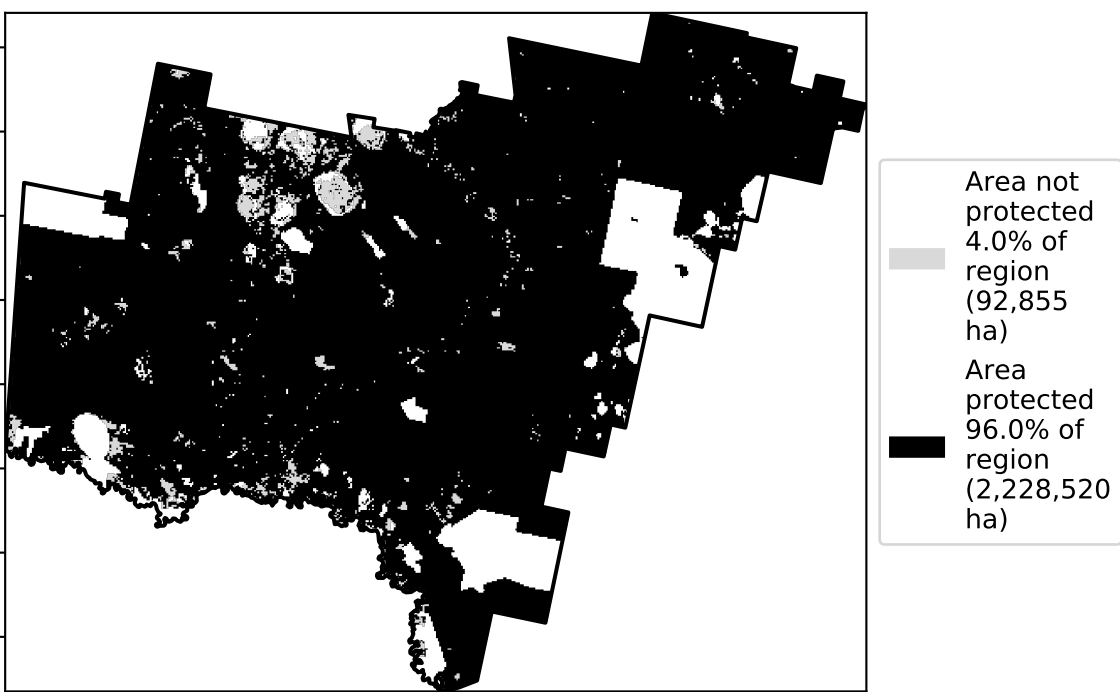 Area not
protected
4.0% of
region
(92,855
ha)
Area
protected
96.0% of
region
(2,228,520
ha)